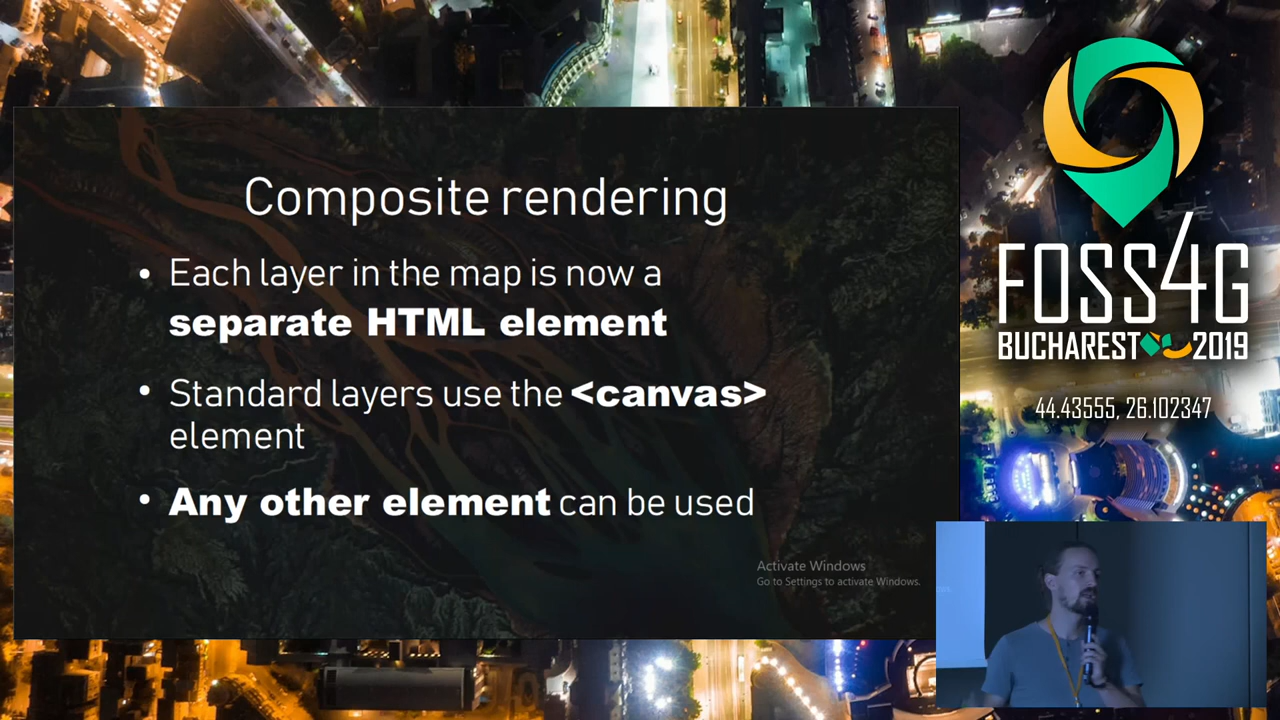 Composite rendering
• Each layer in the map is now a
separate HTML element
• Standard layers use the <canvas>
element
• Any other element can be used
Activate Windows
Go to Settings to activate Windows.
FOSS4G
BUCHAREST 2019
44.43555, 26.102347